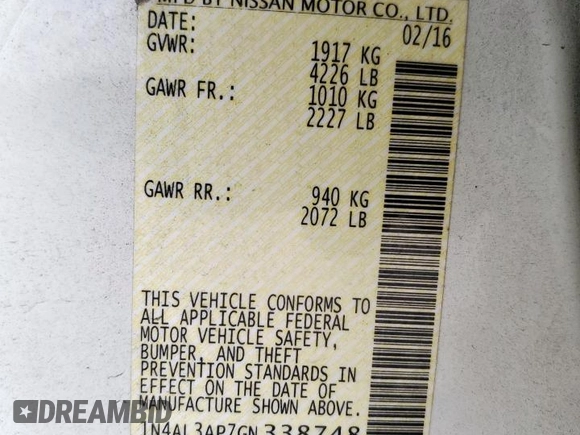 MFD BY NISSAN MOTOR CO., LTD.
DATE: 02/16
GVWR: 1917 KG
4226 LB
GAWR FR.: 1010 KG
2227 LB
GAWR RR.: 940 KG
2072 LB
THIS VEHICLE CONFORMS TO
ALL APPLICABLE FEDERAL
MOTOR VEHICLE SAFETY,
BUMPER, AND THEFT
PREVENTION STANDARDS IN
EFFECT ON THE DATE OF
MANUFACTURE SHOWN ABOVE.
1N4AL3AP7GN338748
DREAMBID